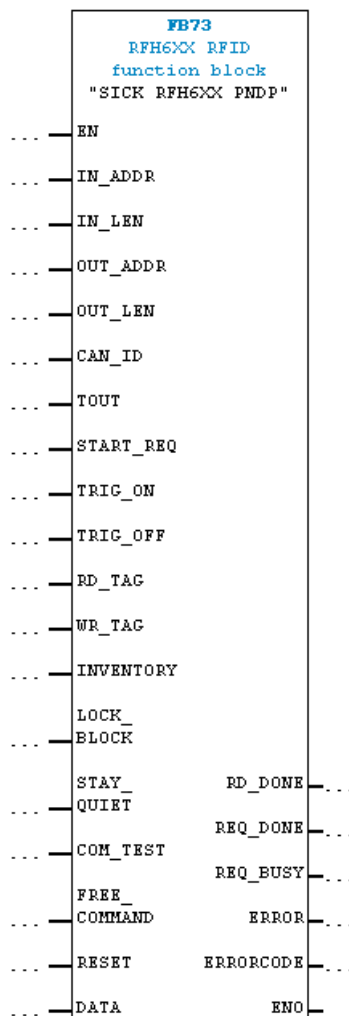 FB73
RFH6XX RFID
function block
"SICK RFH6XX PNDP"
... EN
... IN_ADDR
... IN_LEN
... OUT_ADDR
... OUT_LEN
... CAN_ID
... TOUT
... START_REQ
... TRIG_ON
... TRIG_OFF
... RD_TAG
... WR_TAG
... INVENTORY
LOCK_
... BLOCK
STAY_ RD_DONE ...
... QUIET
REQ_DONE ...
... COM_TEST
REQ_BUSY ...
FREE_
... COMMAND ERROR ...
... RESET ERRORCODE ...
... DATA ENO